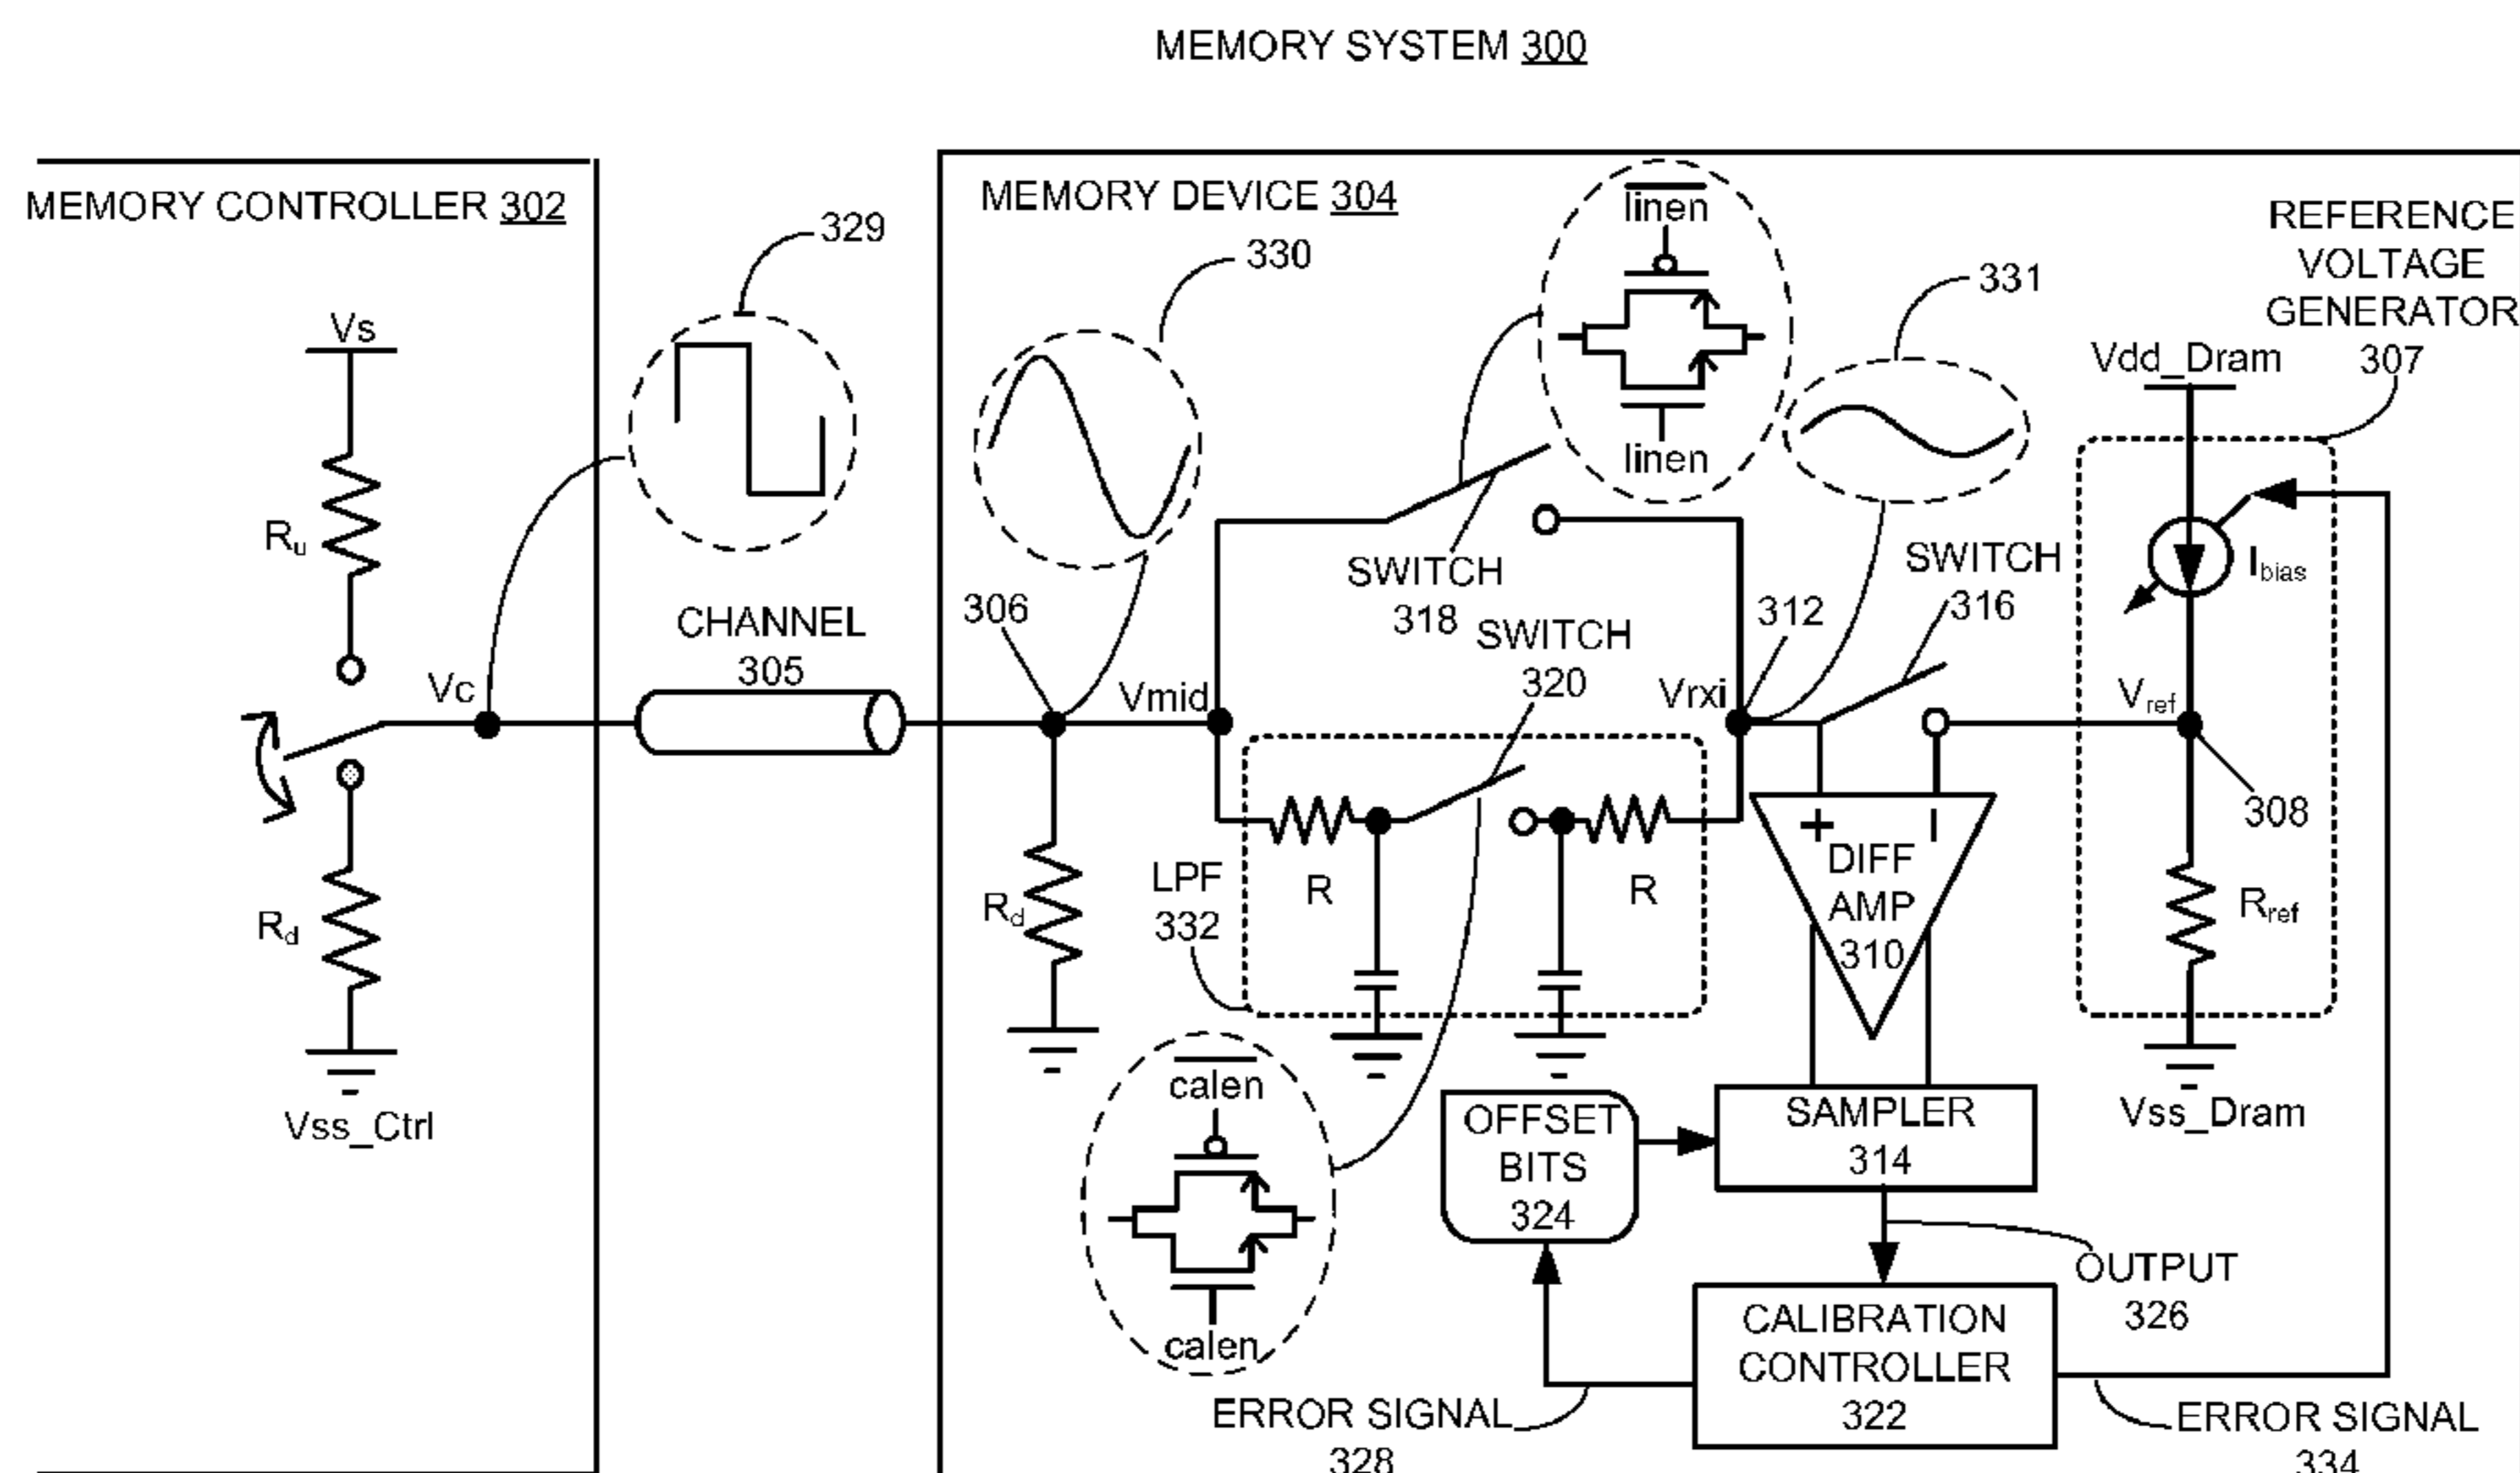 MEMORY SYSTEM 300
MEMORY CONTROLLER 302
MEMORY DEVICE 304
329
330
linen
linen
331
REFERENCE
VOLTAGE
GENERATOR
307
Vs
Vdd_Dram
Ru
Ibias
SWITCH
318
SWITCH
316
306
312
CHANNEL
305
SWITCH
320
Vc
Vmid
Vrxi
Vref
308
Rd
Rd
LPF
332
R
R
+
DIFF
AMP
310
Rref
Vss_Ctrl
calen
calen
OFFSET
BITS
324
SAMPLER
314
Vss_Dram
OUTPUT
326
CALIBRATION
CONTROLLER
322
ERROR SIGNAL
328
ERROR SIGNAL
334